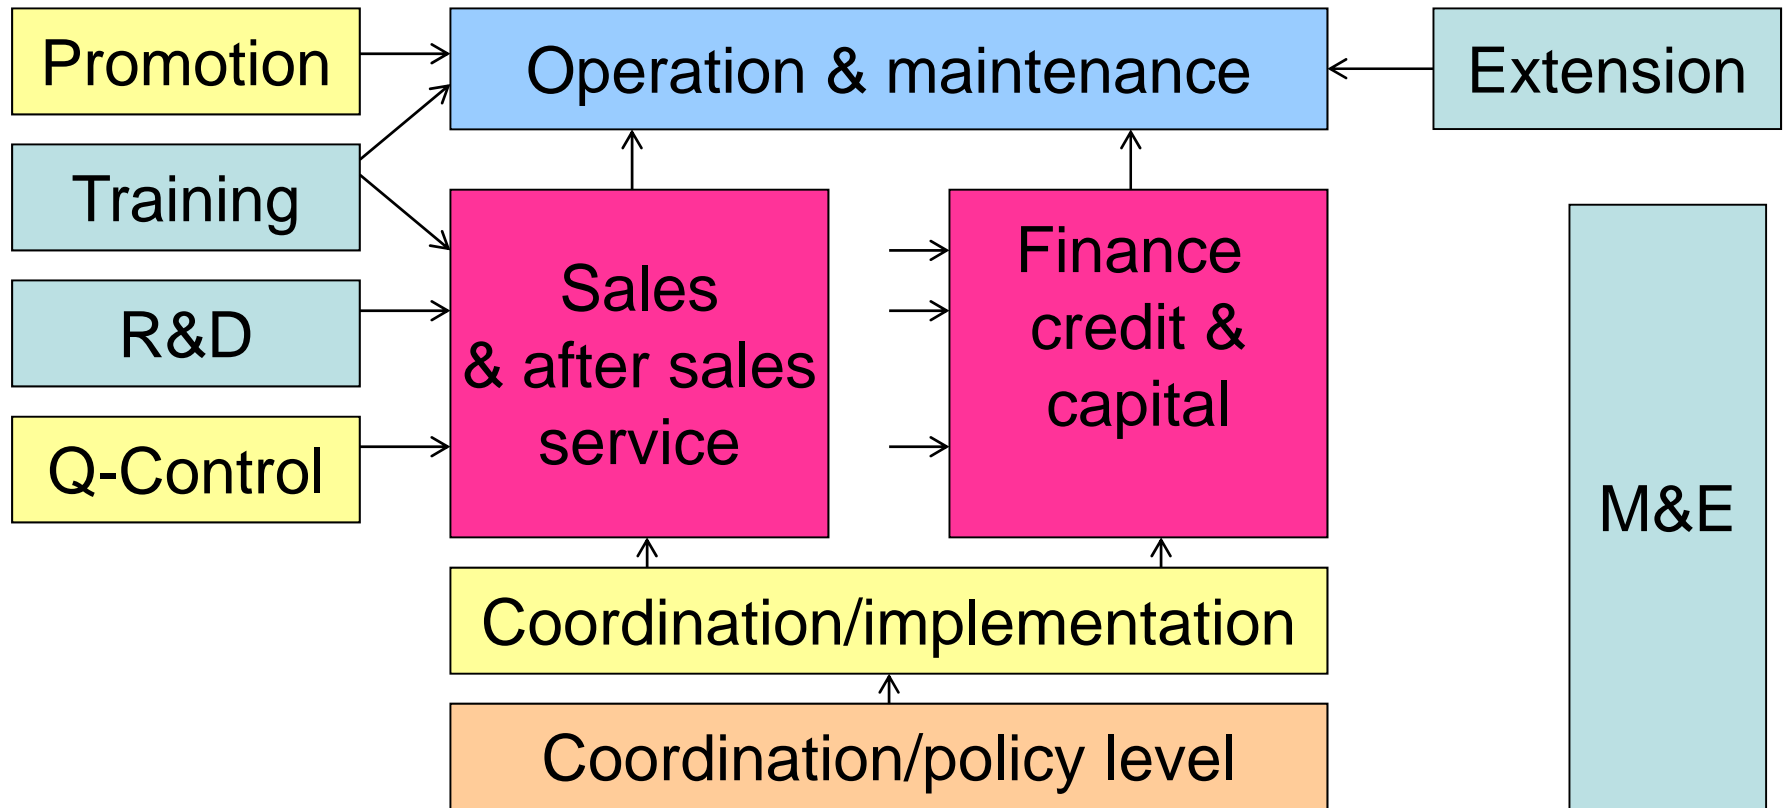 Promotion
Operation & maintenance
Extension
Training
R&D
Q-Control
Sales
& after sales
service
Finance
credit &
capital
M&E
Coordination/implementation
Coordination/policy level